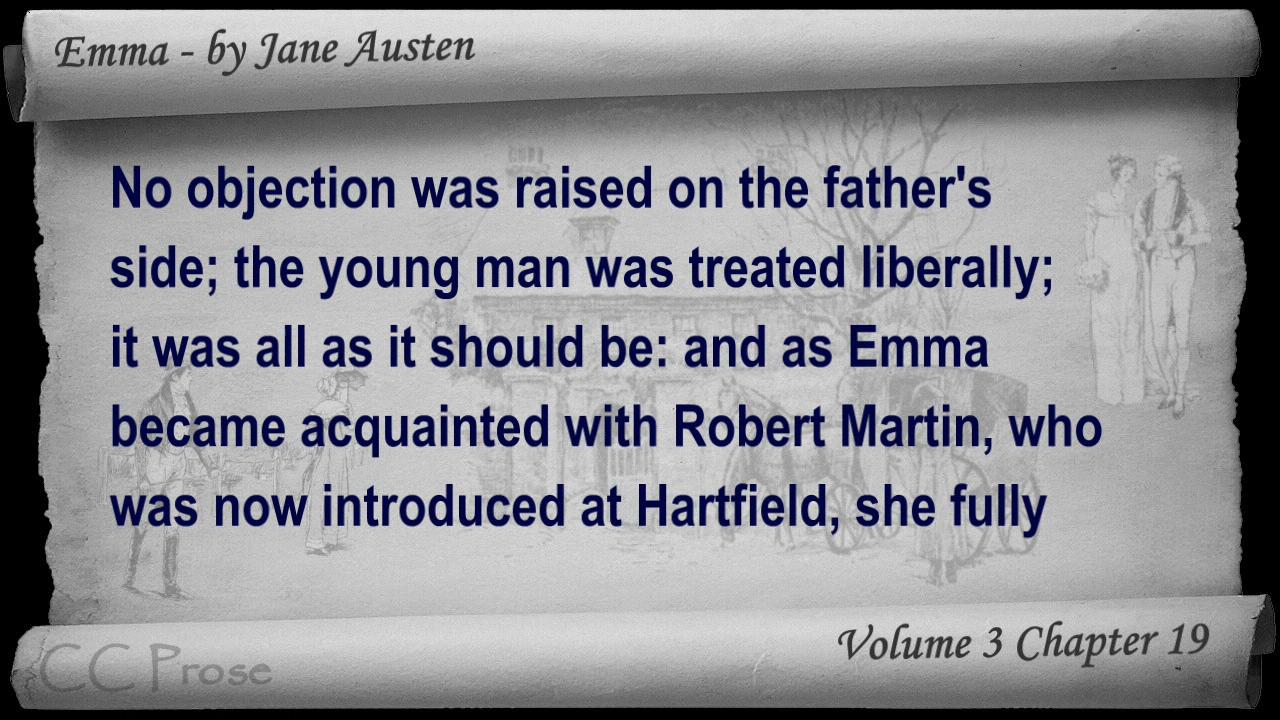 Emma - by Jane Austen
No objection was raised on the father's
side; the young man was treated liberally;
it was all as it should be: and as Emma
became acquainted with Robert Martin, who
was now introduced at Hartfield, she fully
Volume 3 Chapter 19
CC Prose